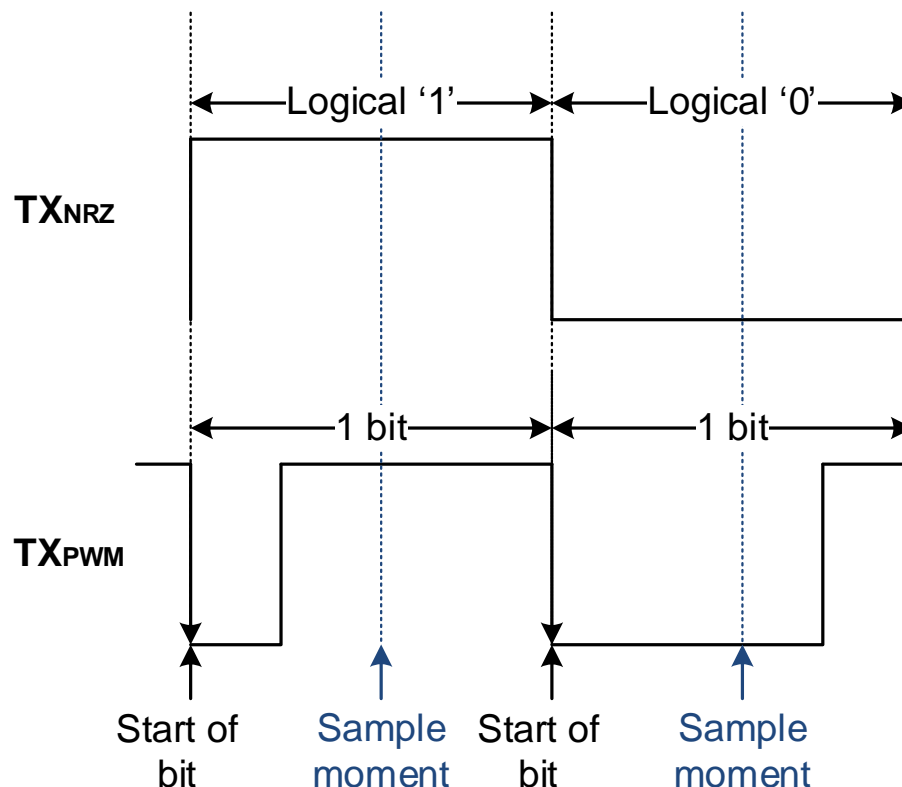 Logical ‘1’ Logical ‘0’
TXNRZ
1 bit 1 bit
TXPWM
Start of bit
Sample moment
Start of bit
Sample moment